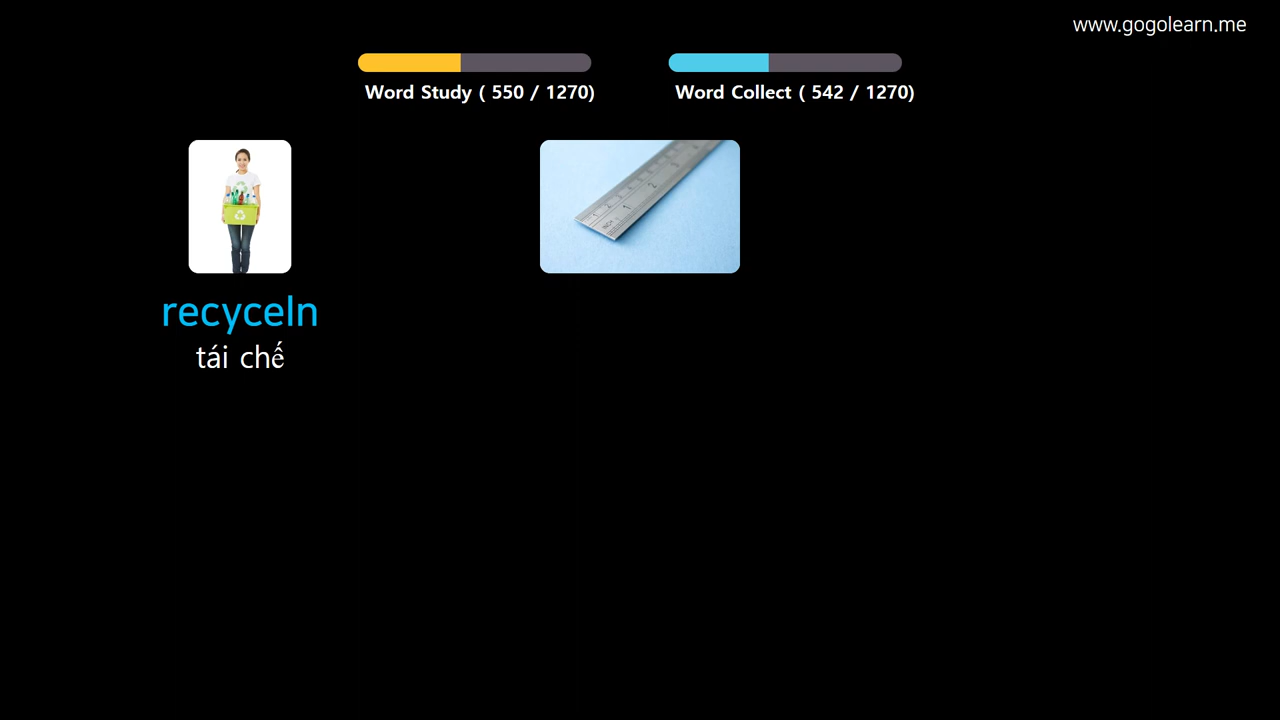 www.gogolearn.me
Word Study ( 550 / 1270)
Word Collect ( 542 / 1270)
recyceln
tái chế